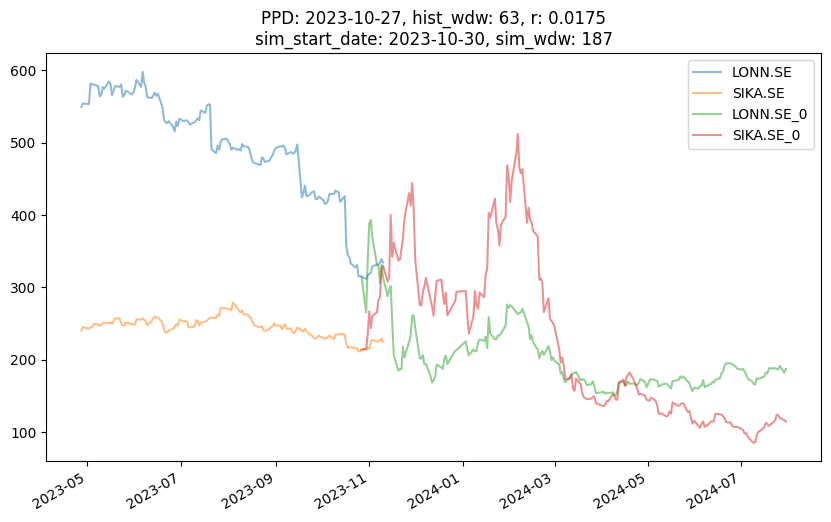 PPD: 2023-10-27, hist_wdw: 63, r: 0.0175
sim_start_date: 2023-10-30, sim_wdw: 187
LONN.SE
SIKA.SE
LONN.SE_0
SIKA.SE_0
600
500
400
300
200
100
2023-05
2023-07
2023-09
2023-11
2024-01
2024-03
2024-05
2024-07